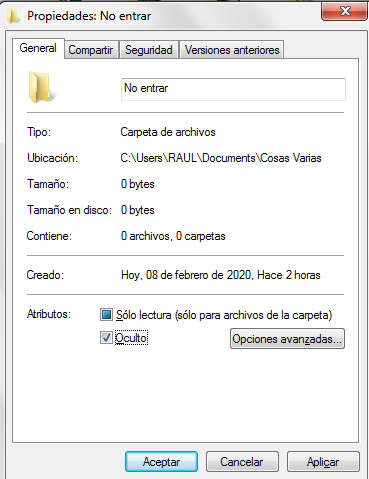 Propiedades: No entrar
General Compartir Seguridad Versiones anteriores
No entrar
Tipo: Carpeta de archivos
Ubicación: C:\Users\RAUL\Documents\Cosas Varias
Tamaño: 0 bytes
Tamaño en disco: 0 bytes
Contiene: 0 archivos, 0 carpetas
Creado: Hoy, 08 de febrero de 2020, Hace 2 horas
Atributos: Sólo lectura (sólo para archivos de la carpeta)
Oculto Opciones avanzadas...
Aceptar Cancelar Aplicar